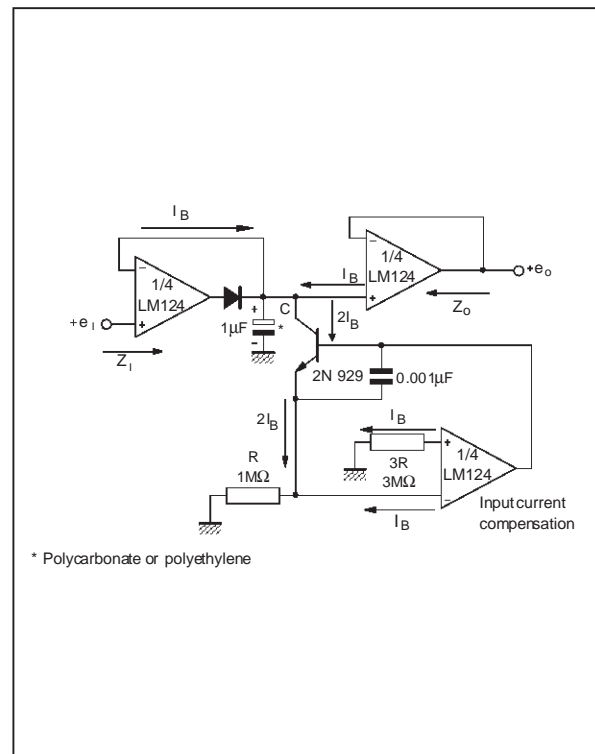 I B
1/4
LM124
+e I
Z I
1µF
*
C
I B
2I B
1/4
LM124
+e o
Z o
2N 929
0.001µF
2I B
R
1MΩ
I B
3R
3MΩ
1/4
LM124
I B
Input current
compensation
* Polycarbonate or polyethylene